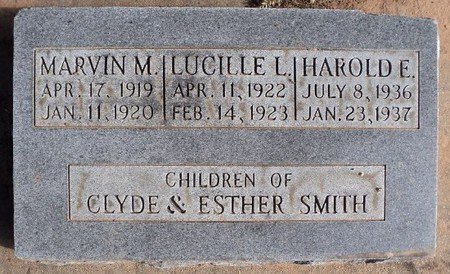 MARVIN M. LUCILLE L. HAROLD E.
APR. 17, 1919 APR. 11, 1922 JULY 8, 1936
JAN. 11, 1920 FEB. 14, 1923 JAN. 23, 1937
CHILDREN OF
CLYDE & ESTHER SMITH